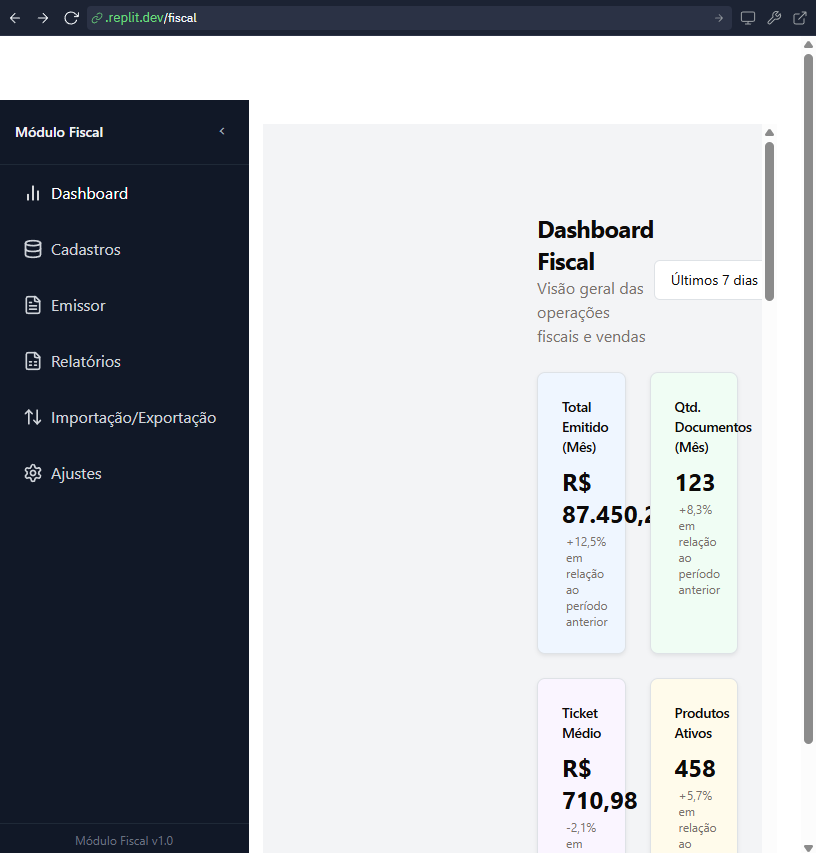 .replit.dev/fiscal
Módulo Fiscal
Dashboard
Cadastros
Emissor
Relatórios
Importação/Exportação
Ajustes
Módulo Fiscal v1.0
Dashboard
Fiscal
Visão geral das
operações
fiscais e vendas
Últimos 7 dias
Total
Emitido
(Mês)
R$
87.450,2
+12,5%
em
relação
ao
período
anterior
Qtd.
Documentos
(Mês)
123
+8,3%
em
relação
ao
período
anterior
Ticket
Médio
R$
710,98
-2,1%
em
Produtos
Ativos
458
+5,7%
em
relação
ao